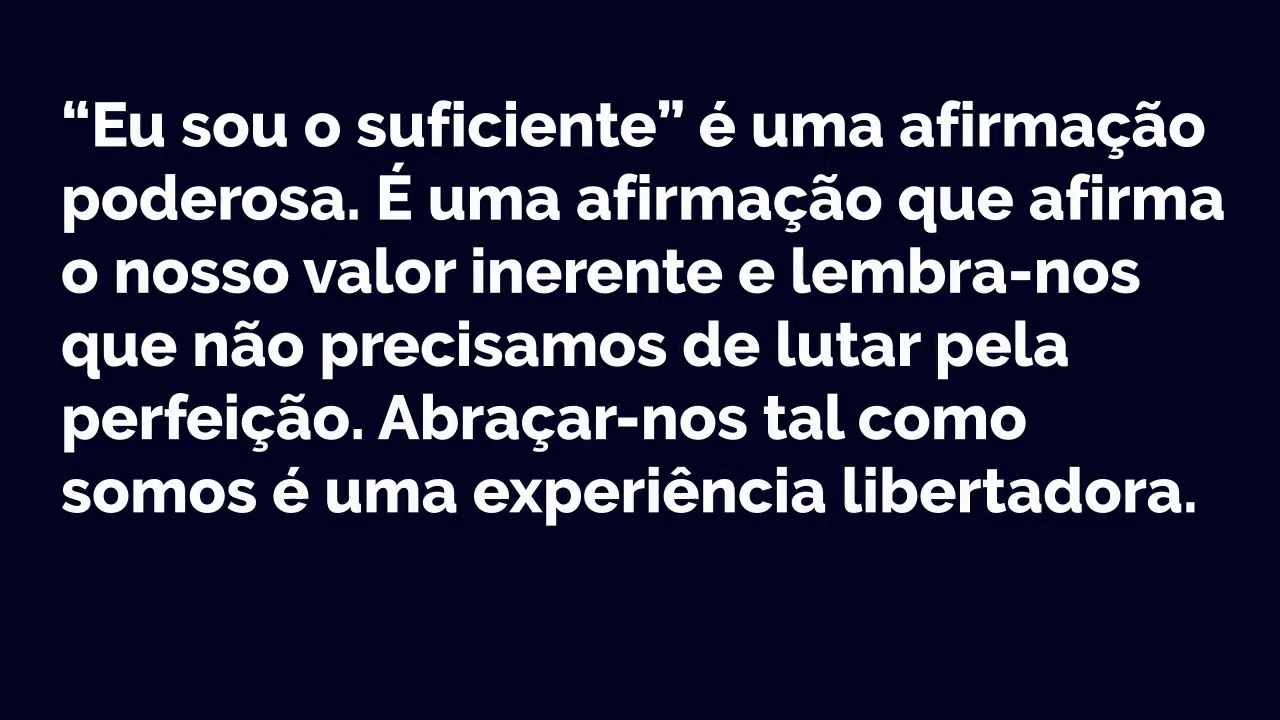 “Eu sou o suficiente” é uma afirmação
poderosa. É uma afirmação que afirma
o nosso valor inerente e lembra-nos
que não precisamos de lutar pela
perfeição. Abraçar-nos tal como
somos é uma experiência libertadora.